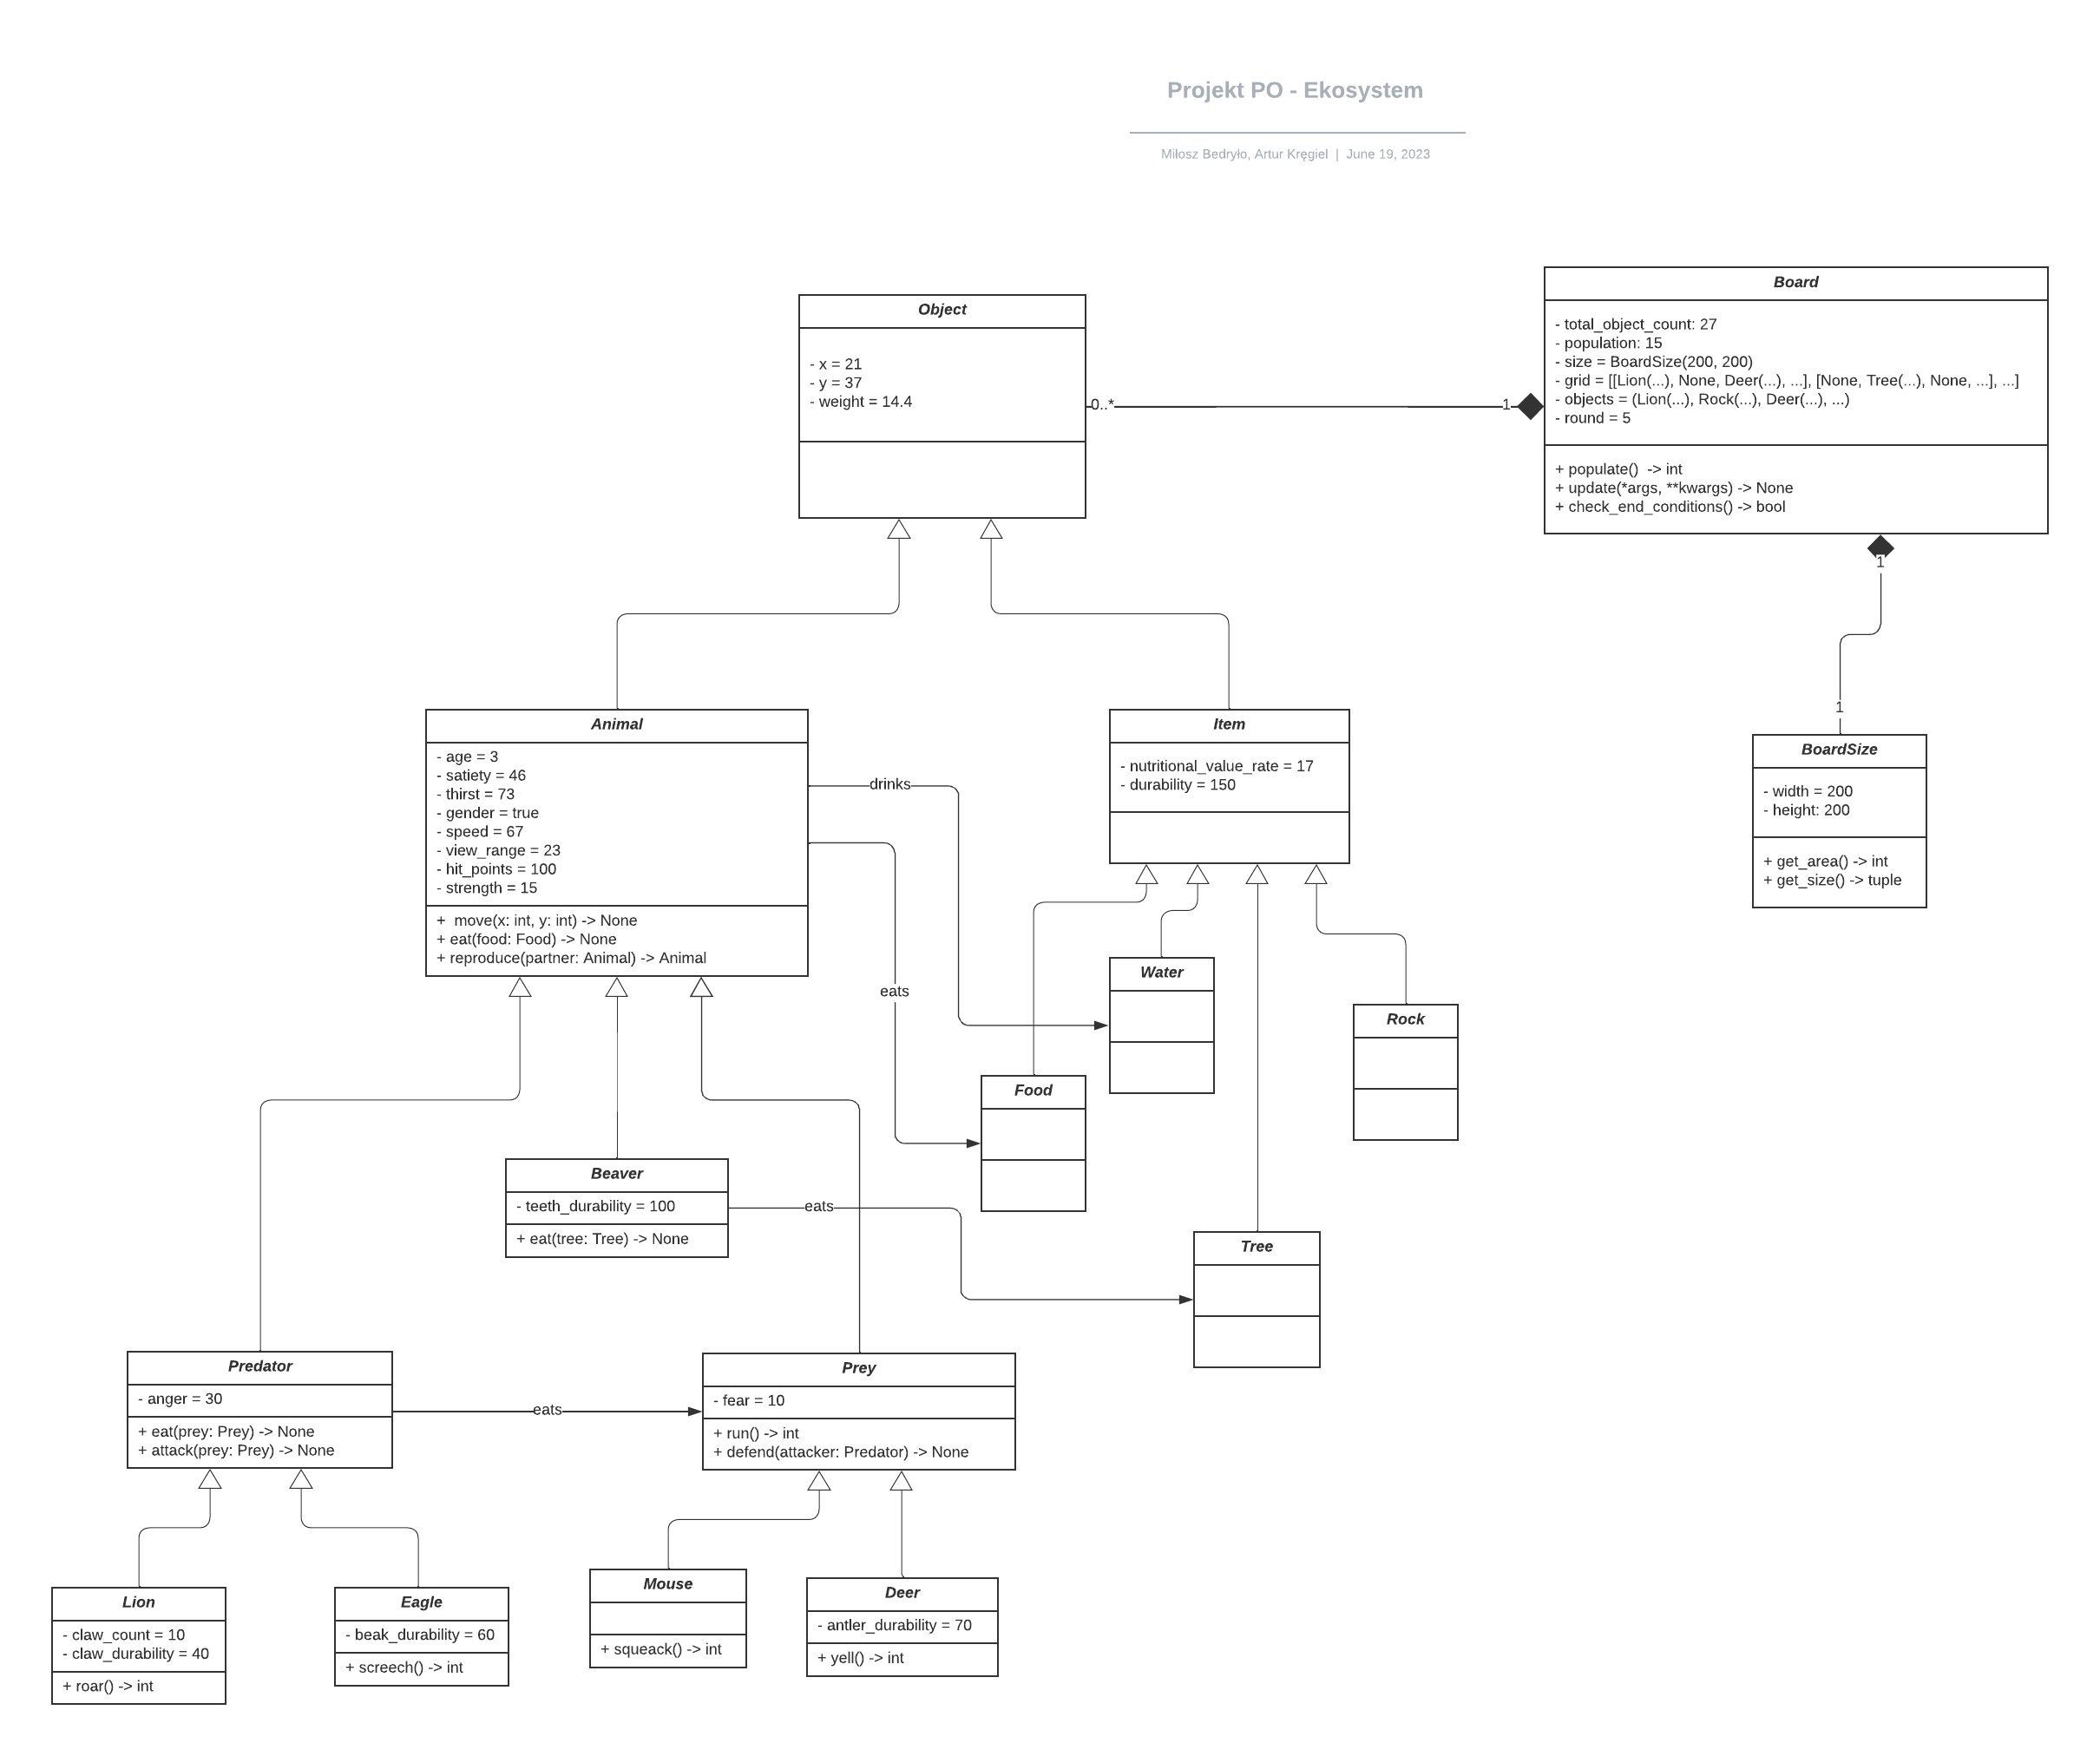 Projekt PO - Ekosystem
Miłosz Bedryło, Artur Kręgiel | June 19, 2023
Object
- x = 21
- y = 37
- weight = 14.4
0..*
1
Board
- total_object_count: 27
- population: 15
- size = BoardSize(200, 200)
- grid = [[Lion(...), None, Deer(...), ...], [None, Tree(...), None, ...], ...]
- objects = (Lion(...), Rock(...), Deer(...), ...)
- round = 5
+ populate()  -> int
+ update(*args, **kwargs) -> None
+ check_end_conditions() -> bool
1
1
BoardSize
- width = 200
- height: 200
+ get_area() -> int
+ get_size() -> tuple
Animal
- age = 3
- satiety = 46
- thirst = 73
- gender = true
- speed = 67
- view_range = 23
- hit_points = 100
- strength = 15
+  move(x: int, y: int) -> None
+ eat(food: Food) -> None
+ reproduce(partner: Animal) -> Animal
drinks
eats
Item
- nutritional_value_rate = 17
- durability = 150
Water
Rock
Food
Beaver
- teeth_durability = 100
+ eat(tree: Tree) -> None
eats
Tree
Predator
- anger = 30
+ eat(prey: Prey) -> None
+ attack(prey: Prey) -> None
eats
Prey
- fear = 10
+ run() -> int
+ defend(attacker: Predator) -> None
Lion
- claw_count = 10
- claw_durability = 40
+ roar() -> int
Eagle
- beak_durability = 60
+ screech() -> int
Mouse
+ squeack() -> int
Deer
- antler_durability = 70
+ yell() -> int